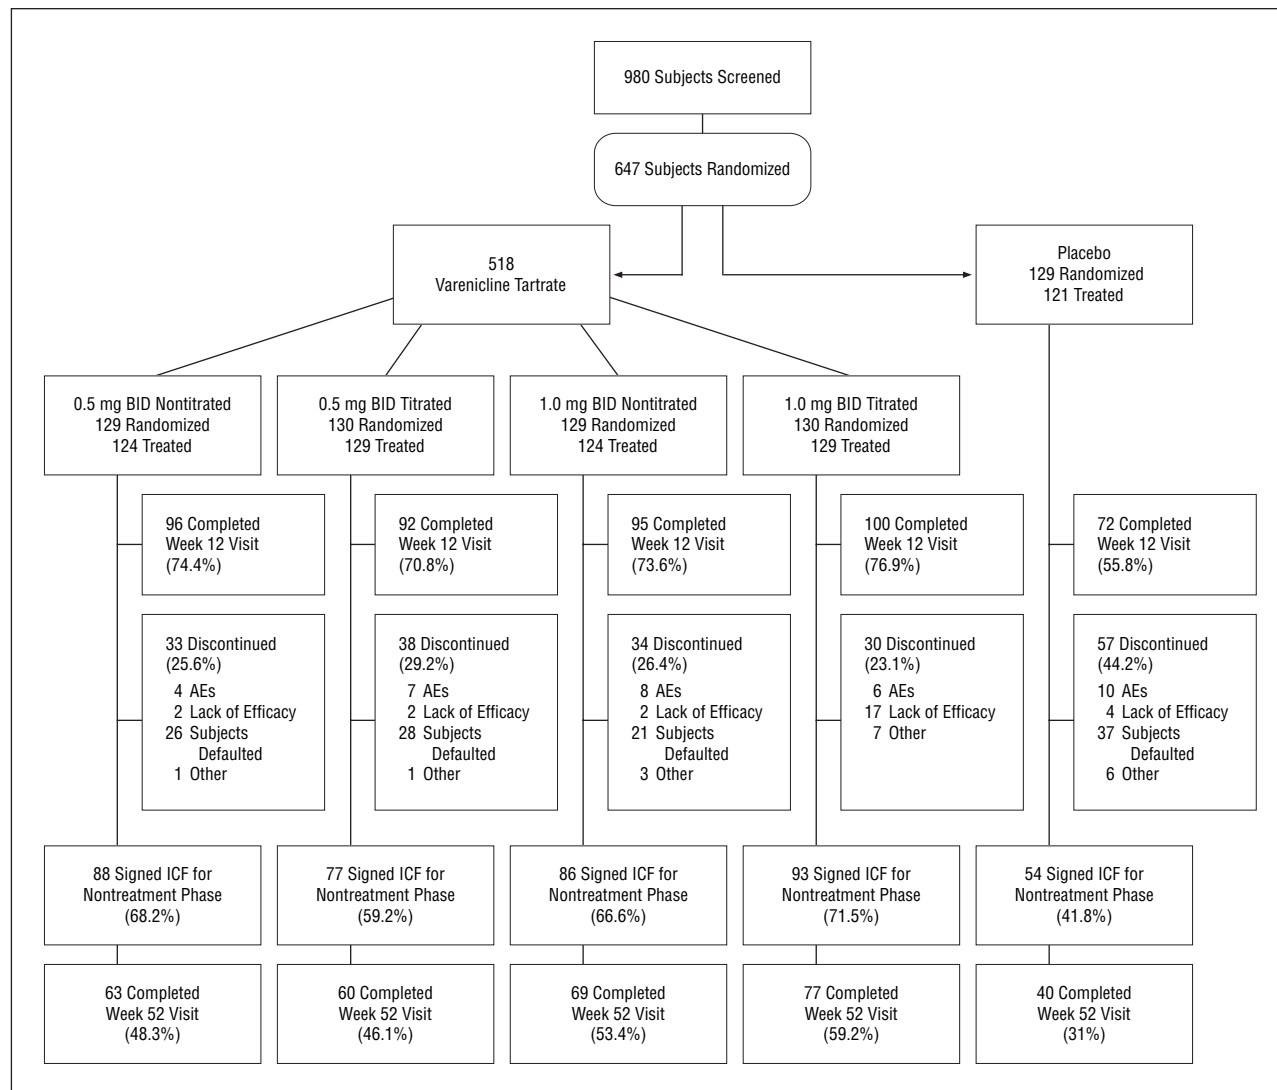 980 Subjects Screened
647 Subjects Randomized
518
Varenicline Tartrate
Placebo
129 Randomized
121 Treated
0.5 mg BID Nontitrated
129 Randomized
124 Treated
0.5 mg BID Titrated
130 Randomized
129 Treated
1.0 mg BID Nontitrated
129 Randomized
124 Treated
1.0 mg BID Titrated
130 Randomized
129 Treated
96 Completed
Week 12 Visit
(74.4%)
92 Completed
Week 12 Visit
(70.8%)
95 Completed
Week 12 Visit
(73.6%)
100 Completed
Week 12 Visit
(76.9%)
72 Completed
Week 12 Visit
(55.8%)
33 Discontinued
(25.6%)
4 AEs
2 Lack of Efficacy
26 Subjects
Defaulted
1 Other
38 Discontinued
(29.2%)
7 AEs
2 Lack of Efficacy
28 Subjects
Defaulted
1 Other
34 Discontinued
(26.4%)
8 AEs
2 Lack of Efficacy
21 Subjects
Defaulted
3 Other
30 Discontinued
(23.1%)
6 AEs
17 Lack of Efficacy
7 Other
57 Discontinued
(44.2%)
10 AEs
4 Lack of Efficacy
37 Subjects
Defaulted
6 Other
88 Signed ICF for
Nontreatment Phase
(68.2%)
77 Signed ICF for
Nontreatment Phase
(59.2%)
86 Signed ICF for
Nontreatment Phase
(66.6%)
93 Signed ICF for
Nontreatment Phase
(71.5%)
54 Signed ICF for
Nontreatment Phase
(41.8%)
63 Completed
Week 52 Visit
(48.3%)
60 Completed
Week 52 Visit
(46.1%)
69 Completed
Week 52 Visit
(53.4%)
77 Completed
Week 52 Visit
(59.2%)
40 Completed
Week 52 Visit
(31%)